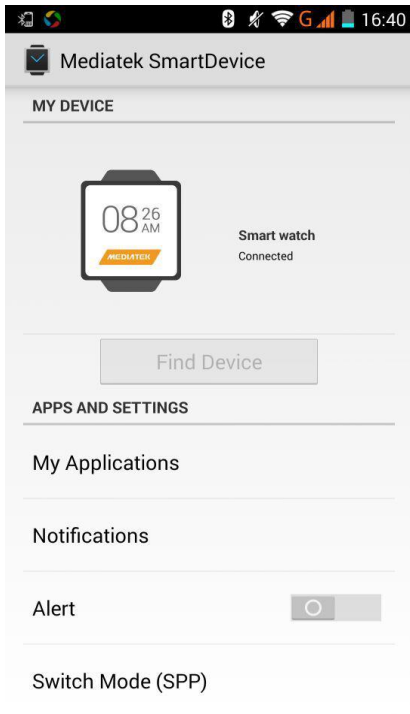 G 16:40
Mediatek SmartDevice
MY DEVICE
08 26
AM
MEDIATEK
Smart watch
Connected
Find Device
APPS AND SETTINGS
My Applications
Notifications
Alert
Switch Mode (SPP)